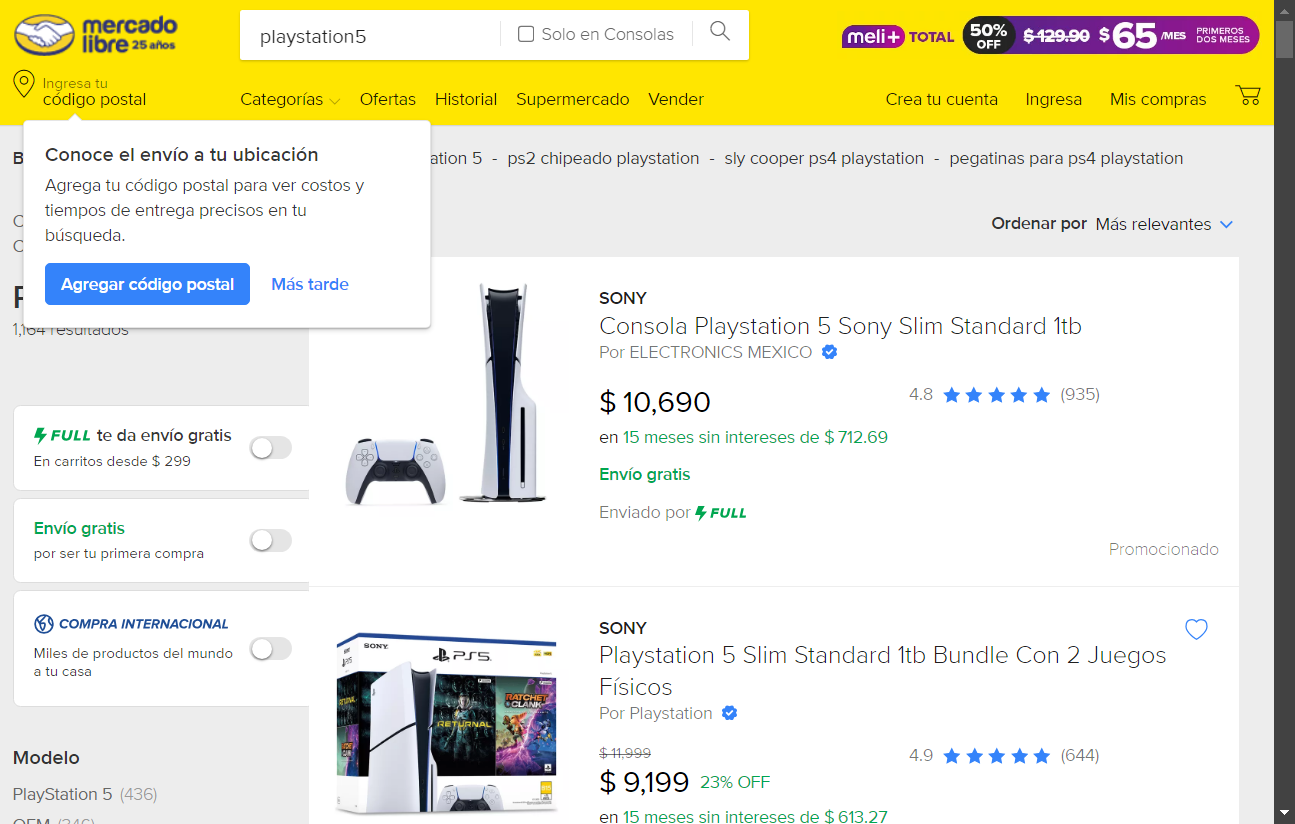 mercado
libre 25 años
playstation5
Solo en Consolas
meli+ TOTAL
50%
OFF
$ 129.90 $ 65 /MES
PRIMEROS
DOS MESES
Ingresa tu
código postal
Categorías
Ofertas
Historial
Supermercado
Vender
Crea tu cuenta
Ingresa
Mis compras
Conoce el envío a tu ubicación
Agrega tu código postal para ver costos y
tiempos de entrega precisos en tu
búsqueda.
Agregar código postal
Más tarde
5 - ps2 chipeado playstation - sly cooper ps4 playstation - pegatinas para ps4 playstation
Ordenar por Más relevantes
1,164 resultados
FULL te da envío gratis
En carritos desde $ 299
Envío gratis
por ser tu primera compra
COMPRA INTERNACIONAL
Miles de productos del mundo
a tu casa
Modelo
PlayStation 5 (436)
SONY
Consola Playstation 5 Sony Slim Standard 1tb
Por ELECTRONICS MEXICO
$ 10,690
4.8 (935)
en 15 meses sin intereses de $ 712.69
Envío gratis
Enviado por FULL
Promocionado
SONY
PS5
RETURNAL
RATCHET
CLANK
SONY
Playstation 5 Slim Standard 1tb Bundle Con 2 Juegos
Físicos
Por Playstation
$ 11,999
4.9 (644)
$ 9,199 23% OFF
en 15 meses sin intereses de $ 613.27